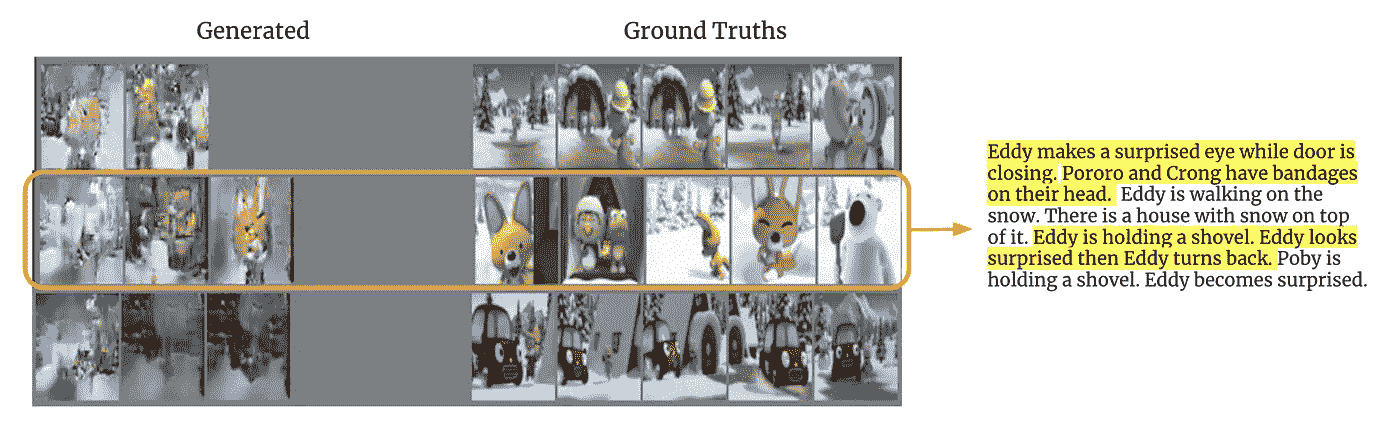 Generated
Ground Truths
Eddy makes a surprised eye while door is
closing. Pororo and Crong have bandages
on their head. Eddy is walking on the
snow. There is a house with snow on top
of it. Eddy is holding a shovel. Eddy looks
surprised then Eddy turns back. Poby is
holding a shovel. Eddy becomes surprised.